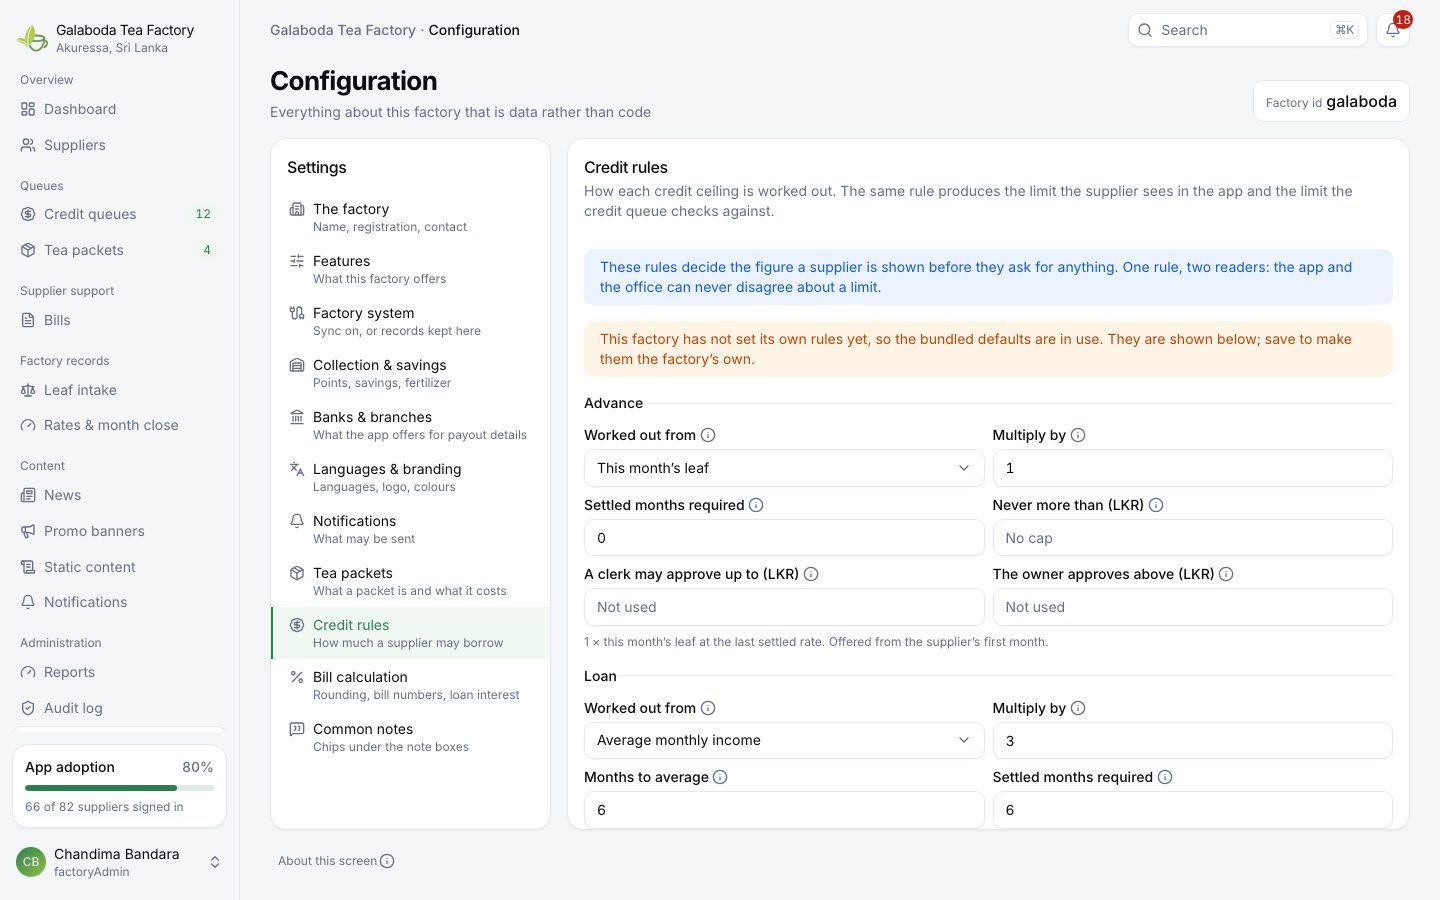 Galaboda Tea Factory
Akuressa, Sri Lanka
Overview
Dashboard
Suppliers
Queues
Credit queues 12
Tea packets 4
Supplier support
Bills
Factory records
Leaf intake
Rates & month close
Content
News
Promo banners
Static content
Notifications
Administration
Reports
Audit log
App adoption 80%
66 of 82 suppliers signed in
CB
Chandima Bandara
factoryAdmin
Galaboda Tea Factory · Configuration
Search ⌘K
18
Configuration
Everything about this factory that is data rather than code
Factory id galaboda
Settings
The factory
Name, registration, contact
Features
What this factory offers
Factory system
Sync on, or records kept here
Collection & savings
Points, savings, fertilizer
Banks & branches
What the app offers for payout details
Languages & branding
Languages, logo, colours
Notifications
What may be sent
Tea packets
What a packet is and what it costs
Credit rules
How much a supplier may borrow
Bill calculation
Rounding, bill numbers, loan interest
Common notes
Chips under the note boxes
Credit rules
How each credit ceiling is worked out. The same rule produces the limit the supplier sees in the app and the limit the
credit queue checks against.
These rules decide the figure a supplier is shown before they ask for anything. One rule, two readers: the app and
the office can never disagree about a limit.
This factory has not set its own rules yet, so the bundled defaults are in use. They are shown below; save to make
them the factory’s own.
Advance
Worked out from Multiply by
This month’s leaf 1
Settled months required Never more than (LKR)
0 No cap
A clerk may approve up to (LKR) The owner approves above (LKR)
Not used Not used
1 × this month’s leaf at the last settled rate. Offered from the supplier’s first month.
Loan
Worked out from Multiply by
Average monthly income 3
Months to average Settled months required
6 6
About this screen